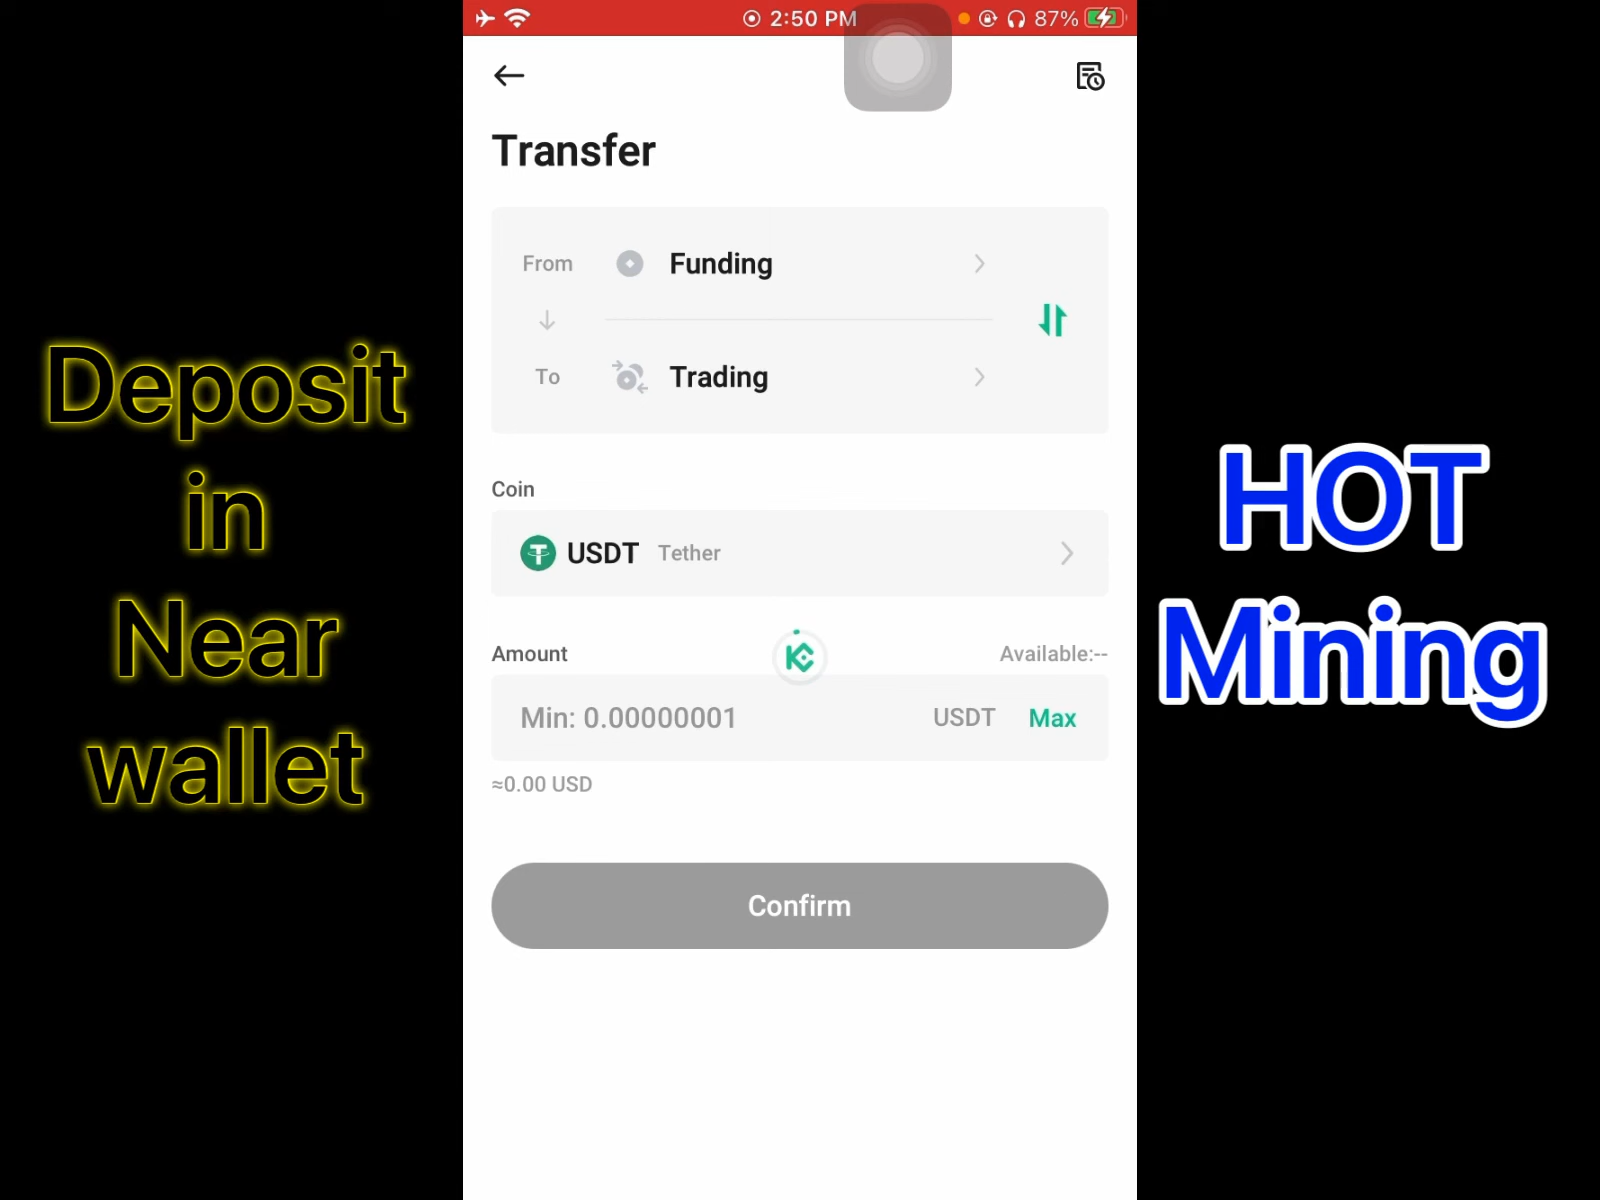 2:50 PM
87%
Transfer
From Funding
To Trading
Coin
USDT Tether
Amount Available:--
Min: 0.00000001 USDT Max
≈0.00 USD
Confirm
Deposit
in
Near
wallet
HOT
Mining